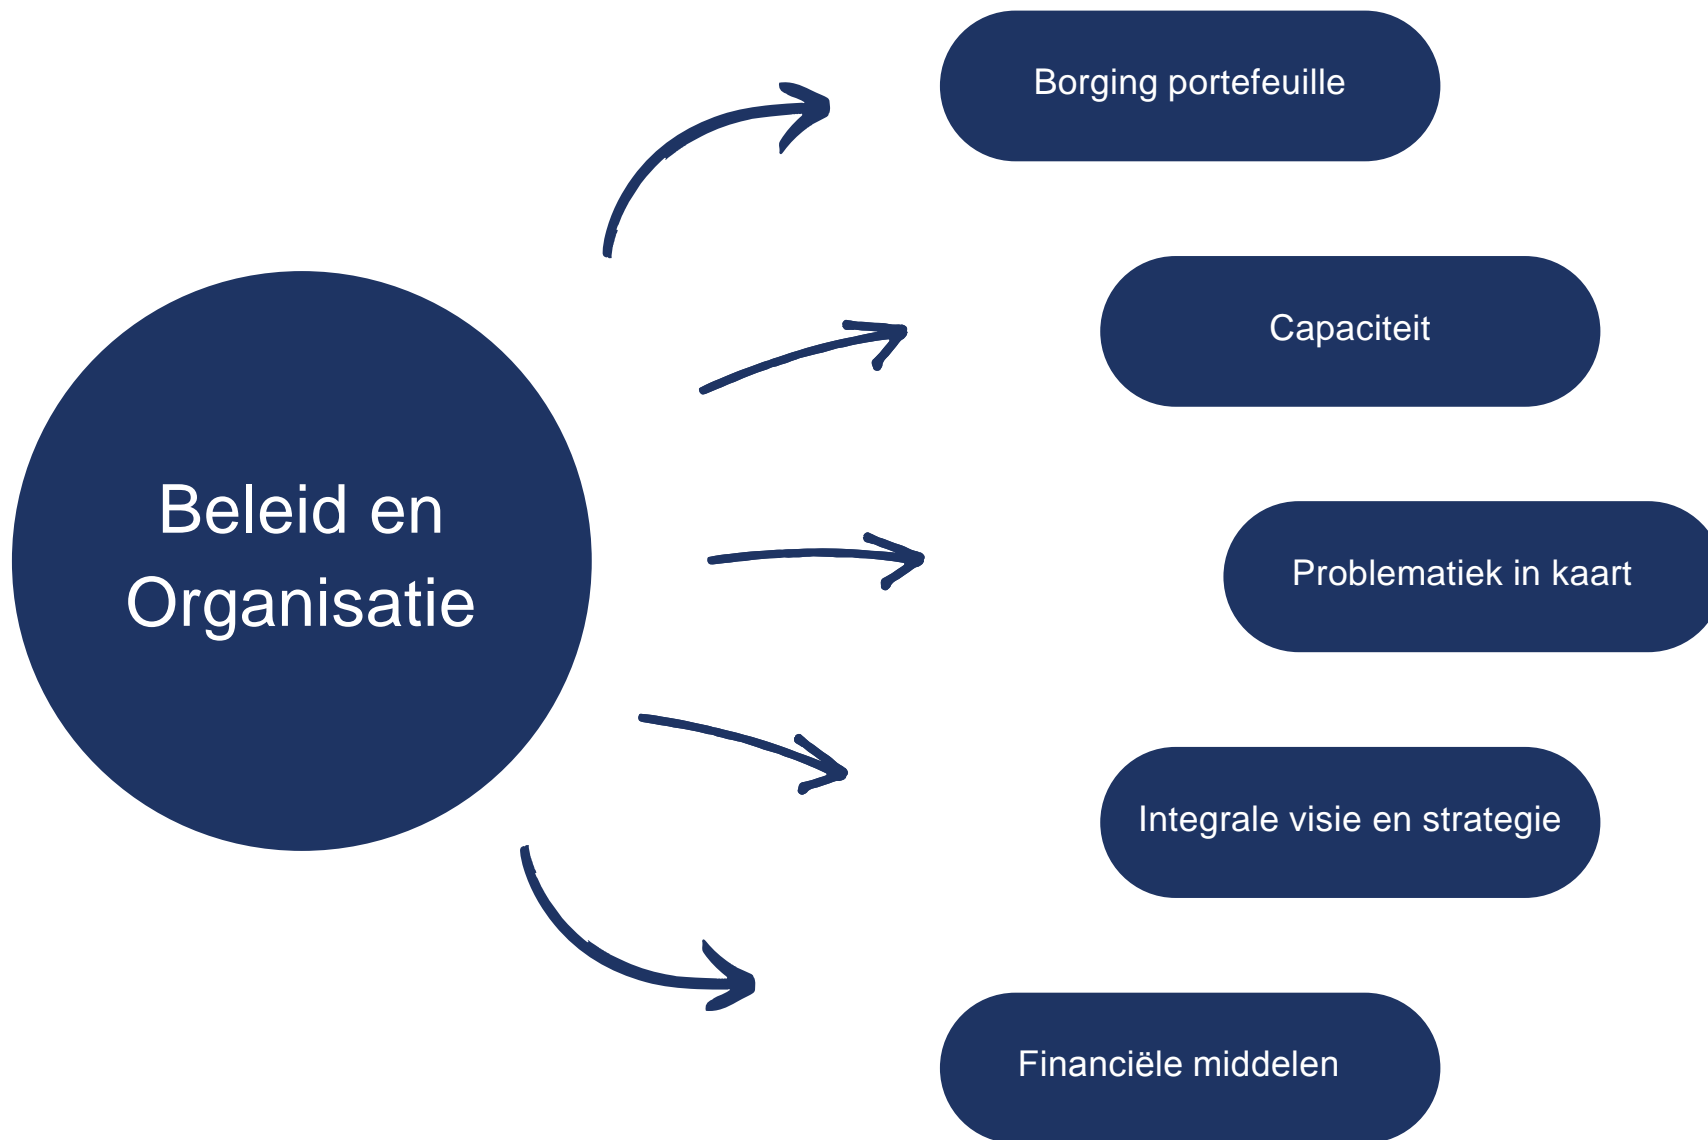 Borging portefeuille
Capaciteit
Beleid en
Organisatie
Problematiek in kaart
Integrale visie en strategie
Financiële middelen